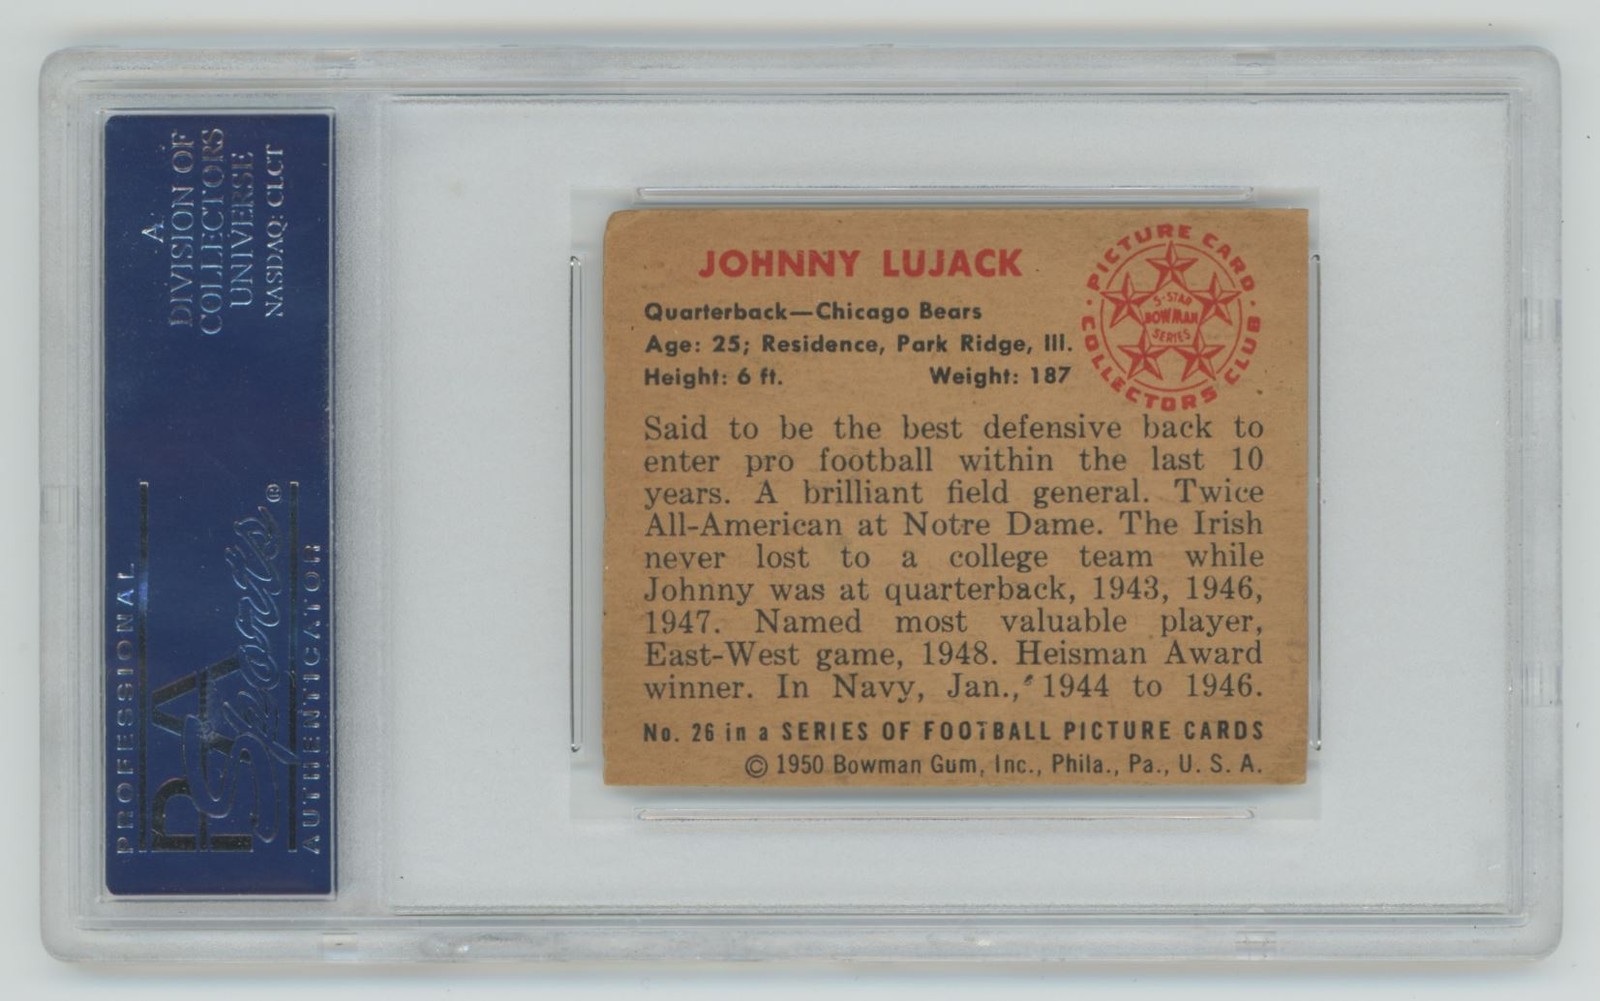 A
DIVISION OF
COLLECTORS
UNIVERSE
NASDAQ: CLCT
PROFESSIONAL
PSA
Sports®
AUTHENTICATOR
JOHNNY LUJACK
Quarterback—Chicago Bears
Age: 25; Residence, Park Ridge, Ill.
Height: 6 ft. Weight: 187
PICTURE CARD
COLLECTORS CLUB
5-STAR
BOWMAN
SERIES
Said to be the best defensive back to
enter pro football within the last 10
years. A brilliant field general. Twice
All-American at Notre Dame. The Irish
never lost to a college team while
Johnny was at quarterback, 1943, 1946,
1947. Named most valuable player,
East-West game, 1948. Heisman Award
winner. In Navy, Jan., 1944 to 1946.
No. 26 in a SERIES OF FOOTBALL PICTURE CARDS
© 1950 Bowman Gum, Inc., Phila., Pa., U. S. A.